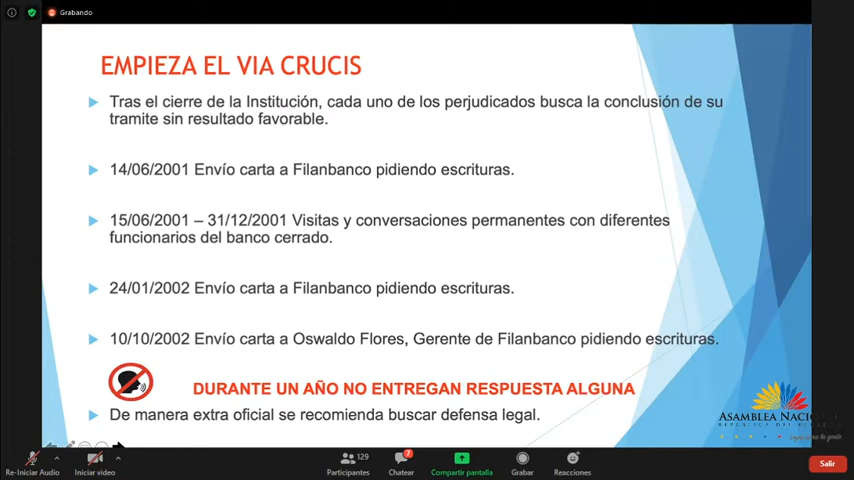 Grabando
EMPIEZA EL VIA CRUCIS
Tras el cierre de la Institución, cada uno de los perjudicados busca la conclusión de su
tramite sin resultado favorable.
14/06/2001 Envío carta a Filanbanco pidiendo escrituras.
15/06/2001 – 31/12/2001 Visitas y conversaciones permanentes con diferentes
funcionarios del banco cerrado.
24/01/2002 Envío carta a Filanbanco pidiendo escrituras.
10/10/2002 Envío carta a Oswaldo Flores, Gerente de Filanbanco pidiendo escrituras.
DURANTE UN AÑO NO ENTREGAN RESPUESTA ALGUNA
De manera extra oficial se recomienda buscar defensa legal.
ASAMBLEA NACIO
REPÚBLICA DEL
Re-Iniciar Audio
Iniciar video
129
Participantes
7
Chatear
Compartir pantalla
Grabar
Reacciones
Salir